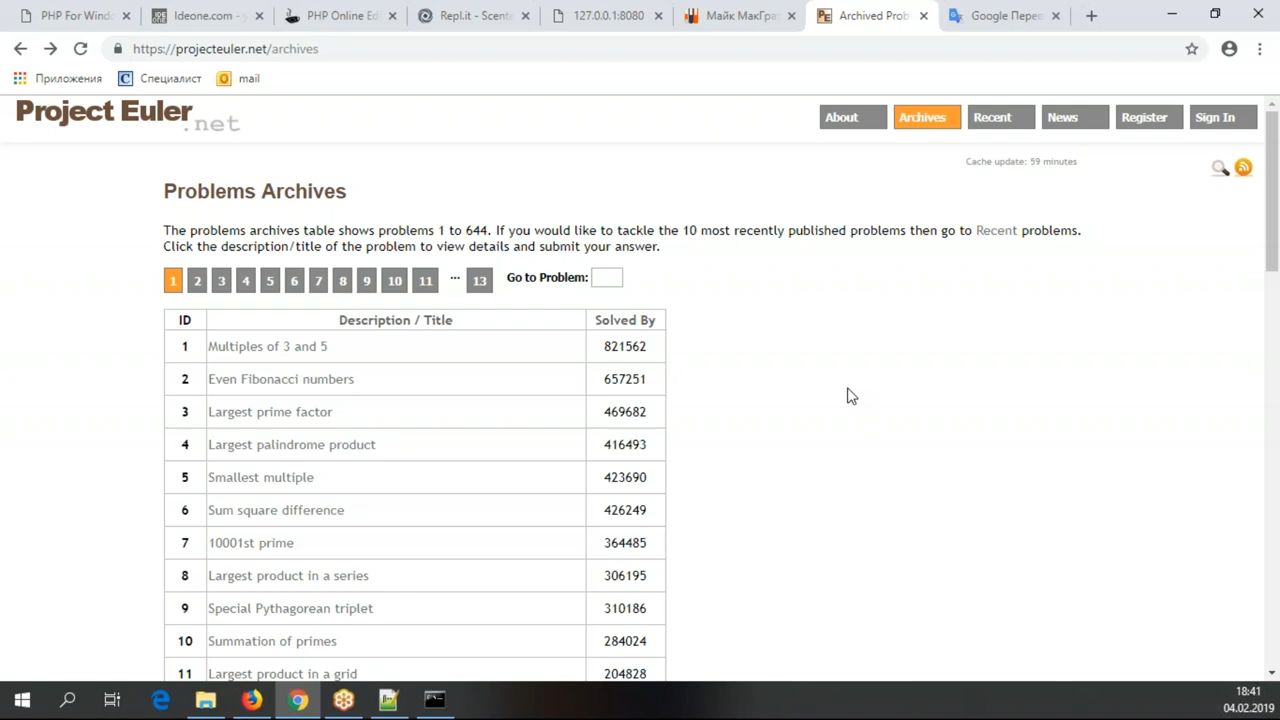 PHP For Wind
Ideone.com - y
PHP Online Ed
Repl.it - Scente
127.0.0.1:8080
Майк МакГра
Archived Prob
Google Перев
https://projecteuler.net/archives
Приложения
Специалист
mail
Project Euler
.net
About
Archives
Recent
News
Register
Sign In
Cache update: 59 minutes
Problems Archives
The problems archives table shows problems 1 to 644. If you would like to tackle the 10 most recently published problems then go to Recent problems.
Click the description/title of the problem to view details and submit your answer.
1 2 3 4 5 6 7 8 9 10 11 ... 13 Go to Problem:
ID Description / Title Solved By
1 Multiples of 3 and 5 821562
2 Even Fibonacci numbers 657251
3 Largest prime factor 469682
4 Largest palindrome product 416493
5 Smallest multiple 423690
6 Sum square difference 426249
7 10001st prime 364485
8 Largest product in a series 306195
9 Special Pythagorean triplet 310186
10 Summation of primes 284024
11 Largest product in a grid 204828
18:41
04.02.2019